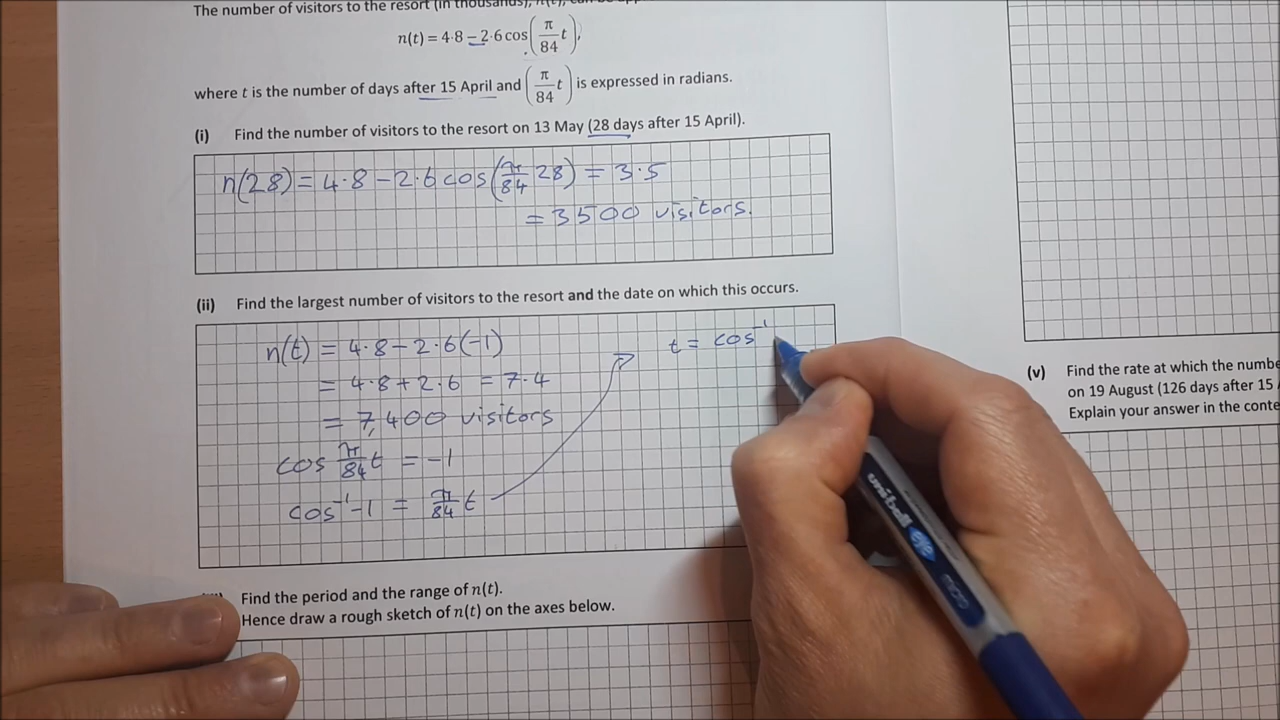 The number of visitors to the resort (in thousands),
n(t) = 4·8 − 2·6 cos(π/84 t),
where t is the number of days after 15 April and (π/84 t) is expressed in radians.
(i) Find the number of visitors to the resort on 13 May (28 days after 15 April).
n(28) = 4·8 − 2·6 cos(π/84 28) = 3·5
= 3500 visitors.
(ii) Find the largest number of visitors to the resort and the date on which this occurs.
n(t) = 4·8 − 2·6(−1)
= 4·8 + 2·6 = 7·4
= 7,400 visitors
cos π/84 t = −1
cos⁻¹ −1 = π/84 t
t = cos⁻¹
Find the period and the range of n(t).
Hence draw a rough sketch of n(t) on the axes below.
(v) Find the rate at which the numbe
on 19 August (126 days after 15
Explain your answer in the conte
uni-ball